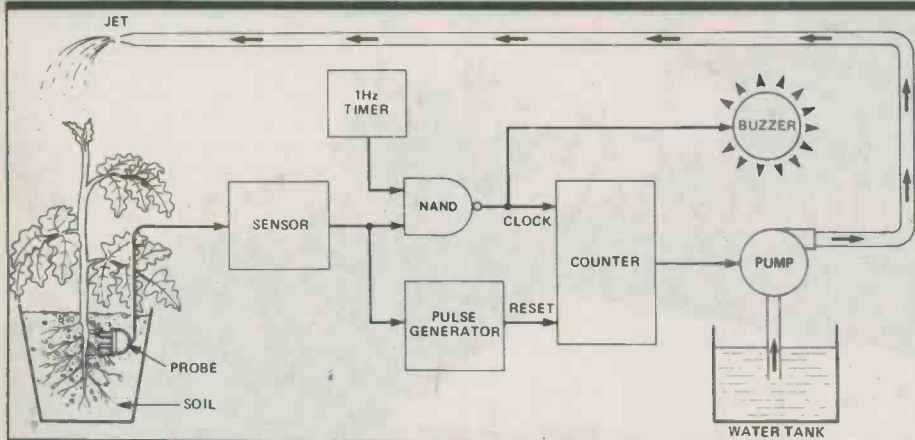 JET
1Hz
TIMER
BUZZER
NAND
CLOCK
SENSOR
COUNTER
PUMP
PULSE
GENERATOR
RESET
PROBE
SOIL
WATER TANK